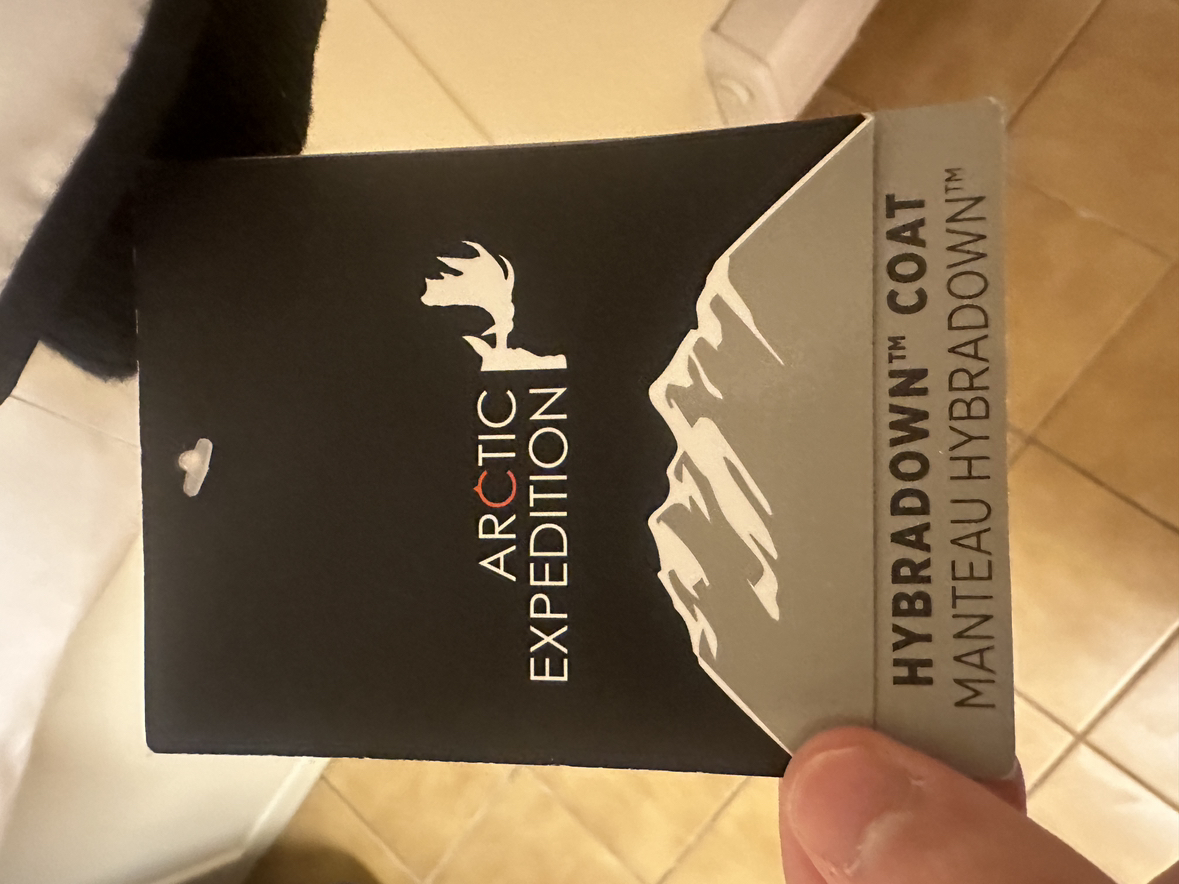 ARCTIC
EXPEDITION
HYBRADOWN™ COAT
MANTEAU HYBRADOWN™